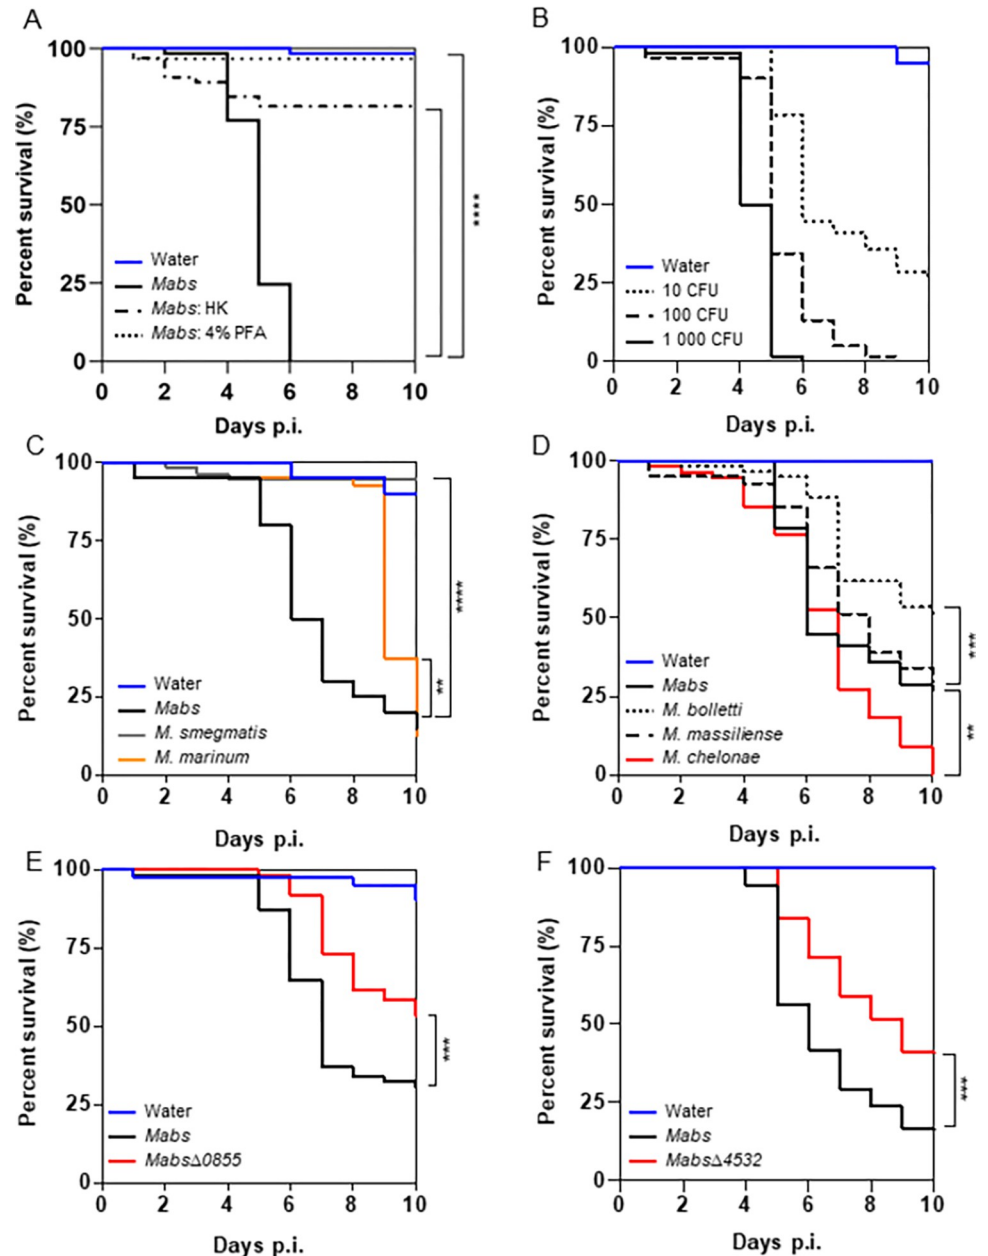 A
100
75
50
25
0
Percent survival (%)
Water
Mabs
Mabs: HK
Mabs: 4% PFA
****
0 2 4 6 8 10
Days p.i.
B
100
75
50
25
0
Percent survival (%)
Water
10 CFU
100 CFU
1 000 CFU
0 2 4 6 8 10
Days p.i.
C
100
75
50
25
0
Percent survival (%)
Water
Mabs
M. smegmatis
M. marinum
****
**
0 2 4 6 8 10
Days p.i.
D
100
75
50
25
0
Percent survival (%)
Water
Mabs
M. bolletti
M. massiliense
M. chelonae
***
**
0 2 4 6 8 10
Days p.i.
E
100
75
50
25
0
Percent survival (%)
Water
Mabs
MabsΔ0855
***
0 2 4 6 8 10
Days p.i.
F
100
75
50
25
0
Percent survival (%)
Water
Mabs
MabsΔ4532
***
0 2 4 6 8 10
Days p.i.